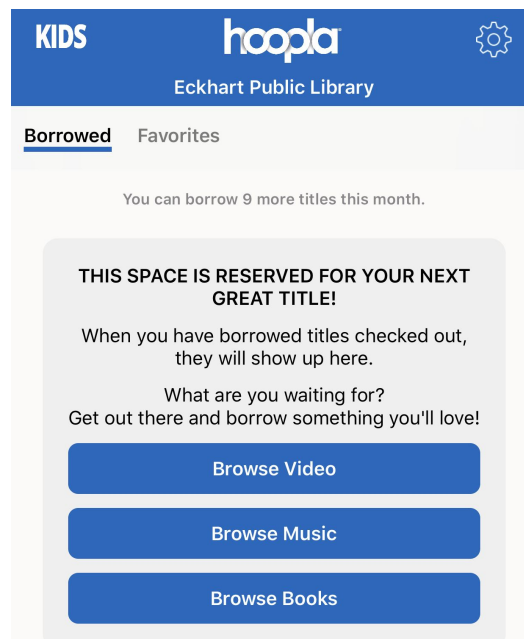 KIDS
hoopla
Eckhart Public Library
Borrowed Favorites
You can borrow 9 more titles this month.
THIS SPACE IS RESERVED FOR YOUR NEXT
GREAT TITLE!
When you have borrowed titles checked out,
they will show up here.
What are you waiting for?
Get out there and borrow something you'll love!
Browse Video
Browse Music
Browse Books